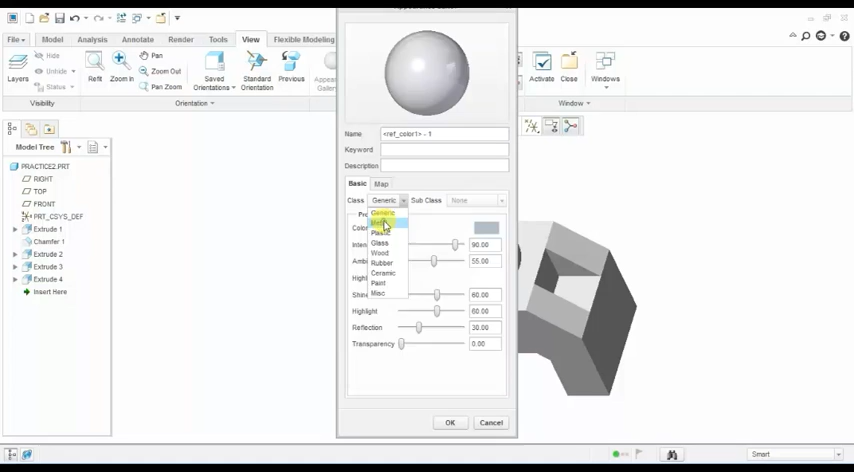 File Model Analysis Annotate Render Tools View Flexible Modeling
Hide
Unhide
Status
Layers
Visibility
Refit
Zoom In
Pan
Zoom Out
Pan Zoom
Saved Orientations
Standard Orientation
Previous
Orientation
Activate
Close
Windows
Window
Model Tree
PRACTICE2.PRT
RIGHT
TOP
FRONT
PRT_CSYS_DEF
Extrude 1
Chamfer 1
Extrude 2
Extrude 3
Extrude 4
Insert Here
Name <ref_color1> - 1
Keyword
Description
Basic Map
Class Generic Sub Class None
Generic
Plastic
Glass
Wood
Rubber
Ceramic
Paint
Misc
90.00
55.00
60.00
Highlight 60.00
Reflection 30.00
Transparency 0.00
OK Cancel
Smart